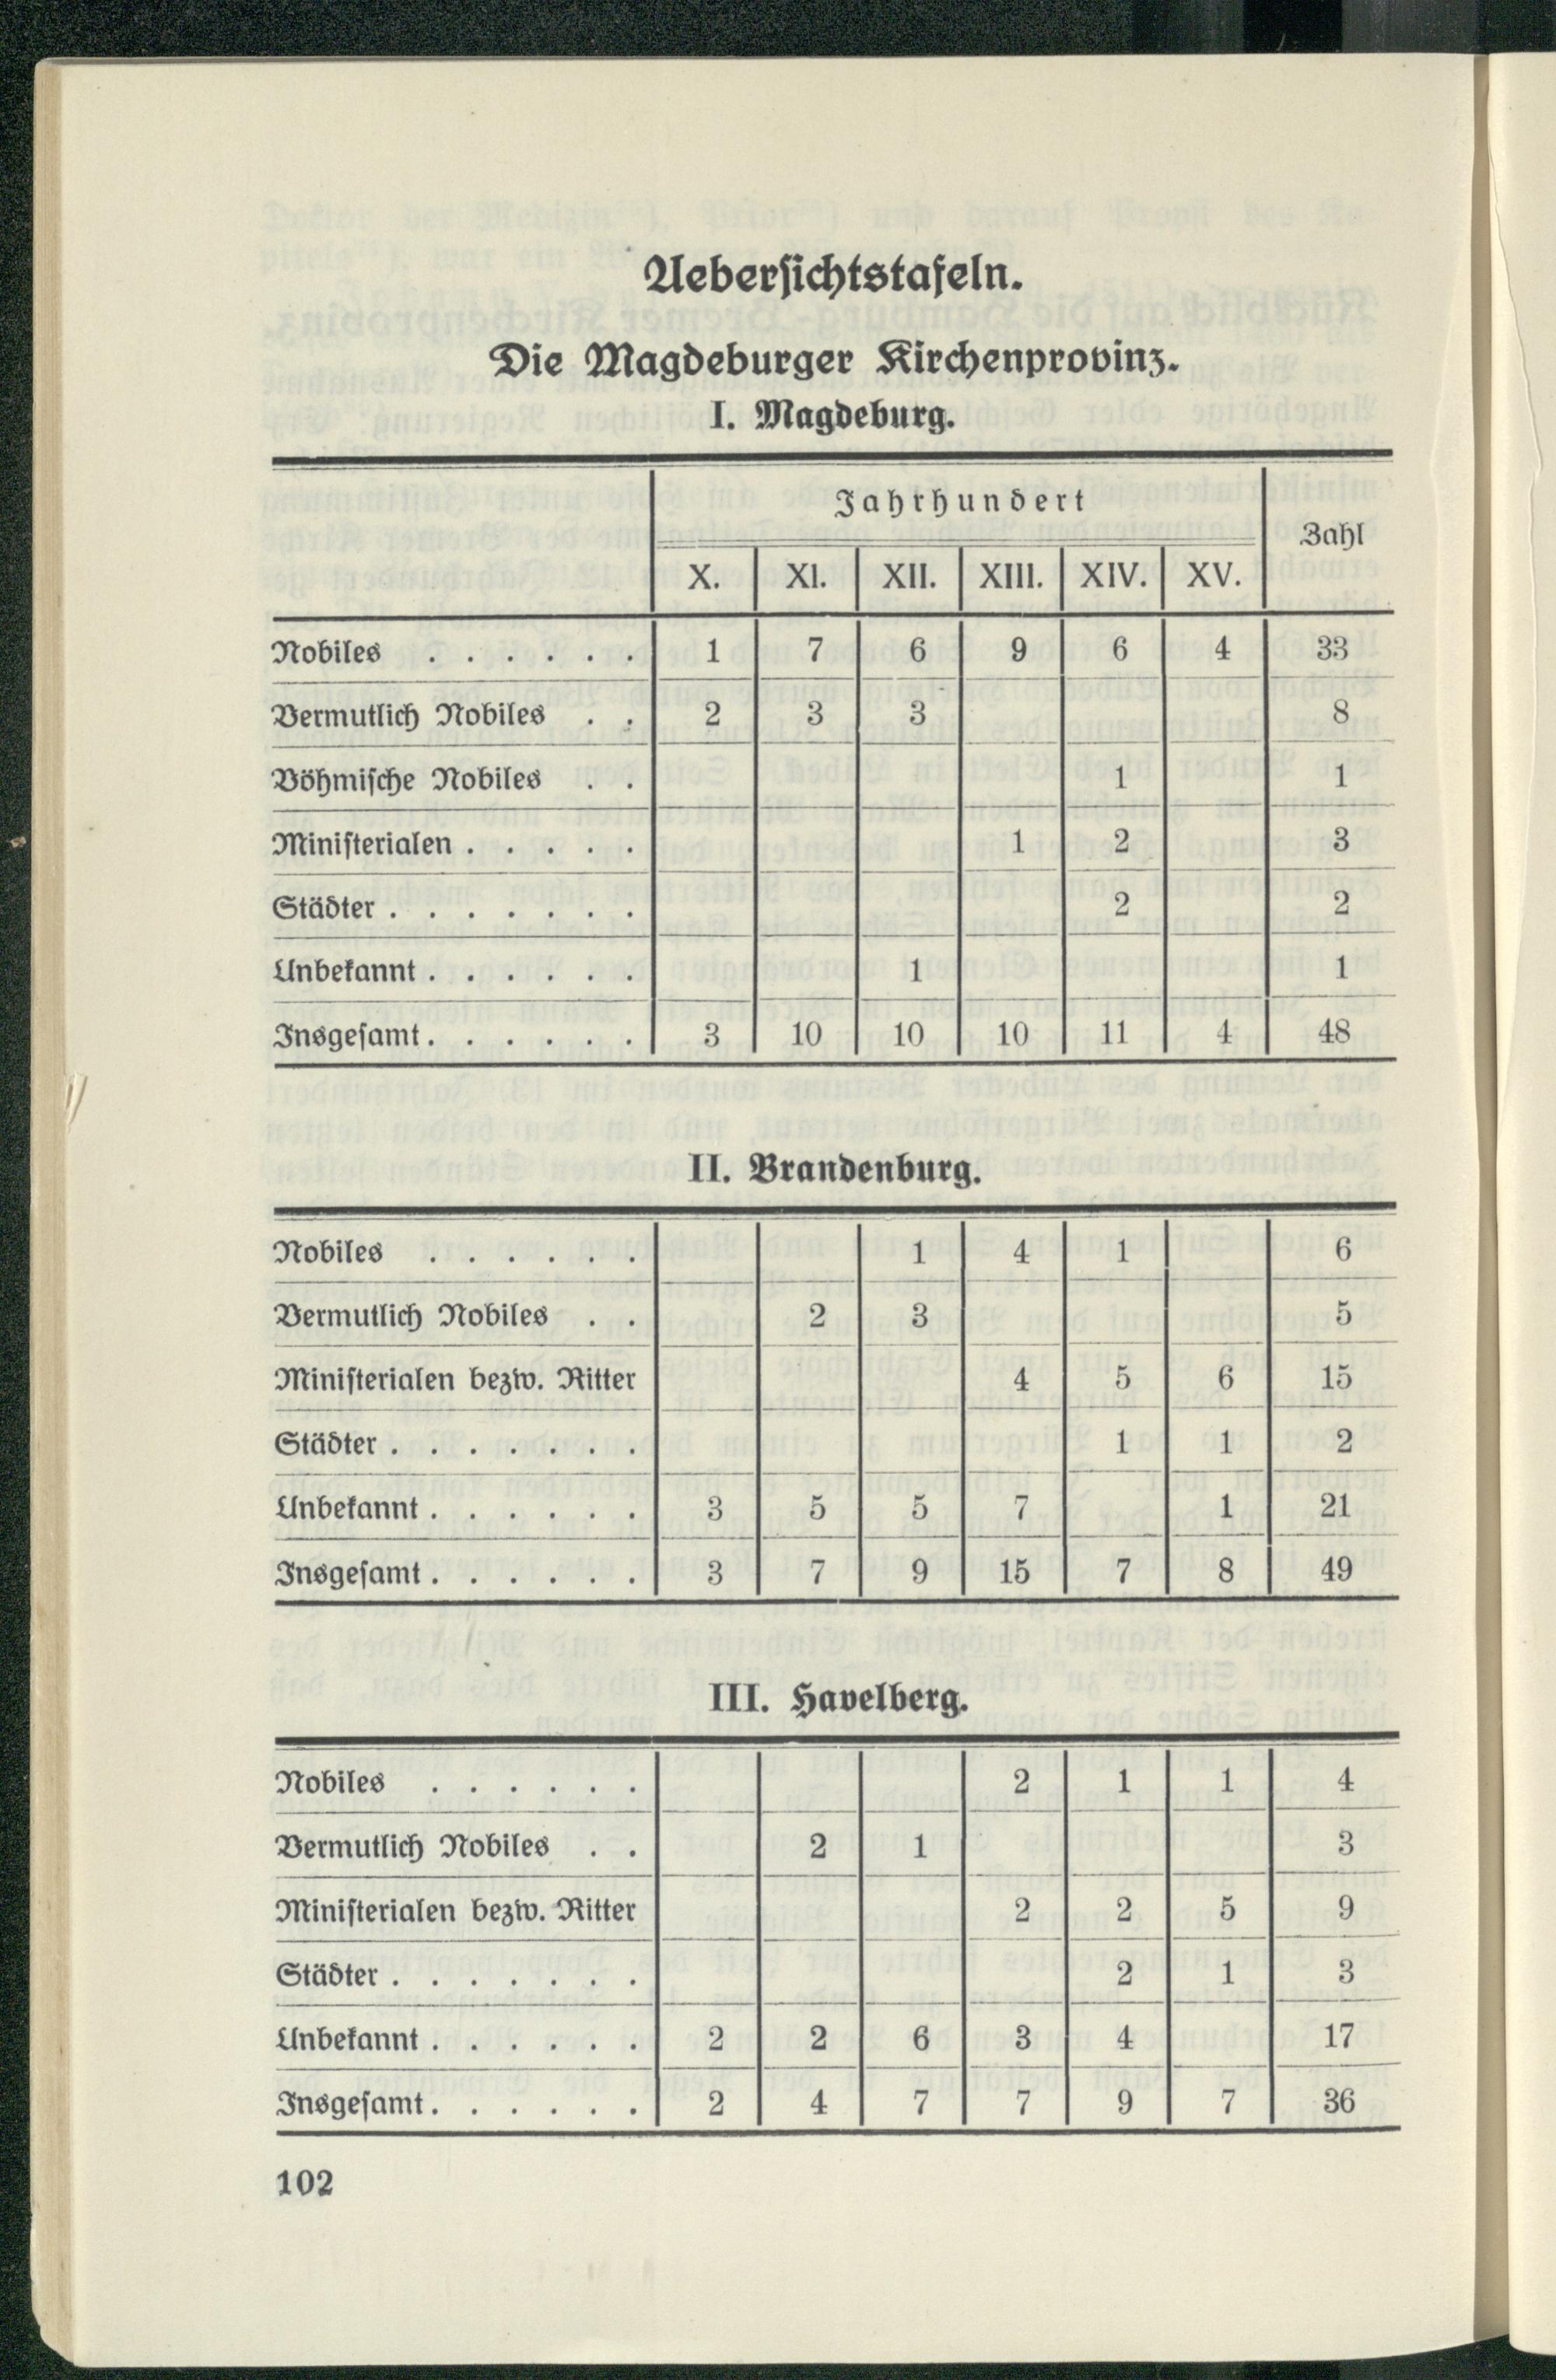 Uebersichtstafeln.
Die Magdeburger Kirchenprovinz.
I. Magdeburg.
Jahrhundert Zahl
X. XI. XII. XIII. XIV. XV.
Nobiles . . . . . . 1 7 6 9 6 4 33
Vermutlich Nobiles . . 2 3 3 8
Böhmische Nobiles . . 1 1
Ministerialen . . . . . 1 2 3
Städter . . . . . . . 2 2
Unbekannt . . . . . . 1 1
Insgesamt . . . . . . 3 10 10 10 11 4 48
II. Brandenburg.
Nobiles . . . . . . 1 4 1 6
Vermutlich Nobiles . . 2 3 5
Ministerialen bezw. Ritter 4 5 6 15
Städter . . . . . . . 1 1 2
Unbekannt . . . . . . 3 5 5 7 1 21
Insgesamt . . . . . . 3 7 9 15 7 8 49
III. Havelberg.
Nobiles . . . . . . 2 1 1 4
Vermutlich Nobiles . . 2 1 3
Ministerialen bezw. Ritter 2 2 5 9
Städter . . . . . . . 2 1 3
Unbekannt . . . . . . 2 2 6 3 4 17
Insgesamt . . . . . . 2 4 7 7 9 7 36
102